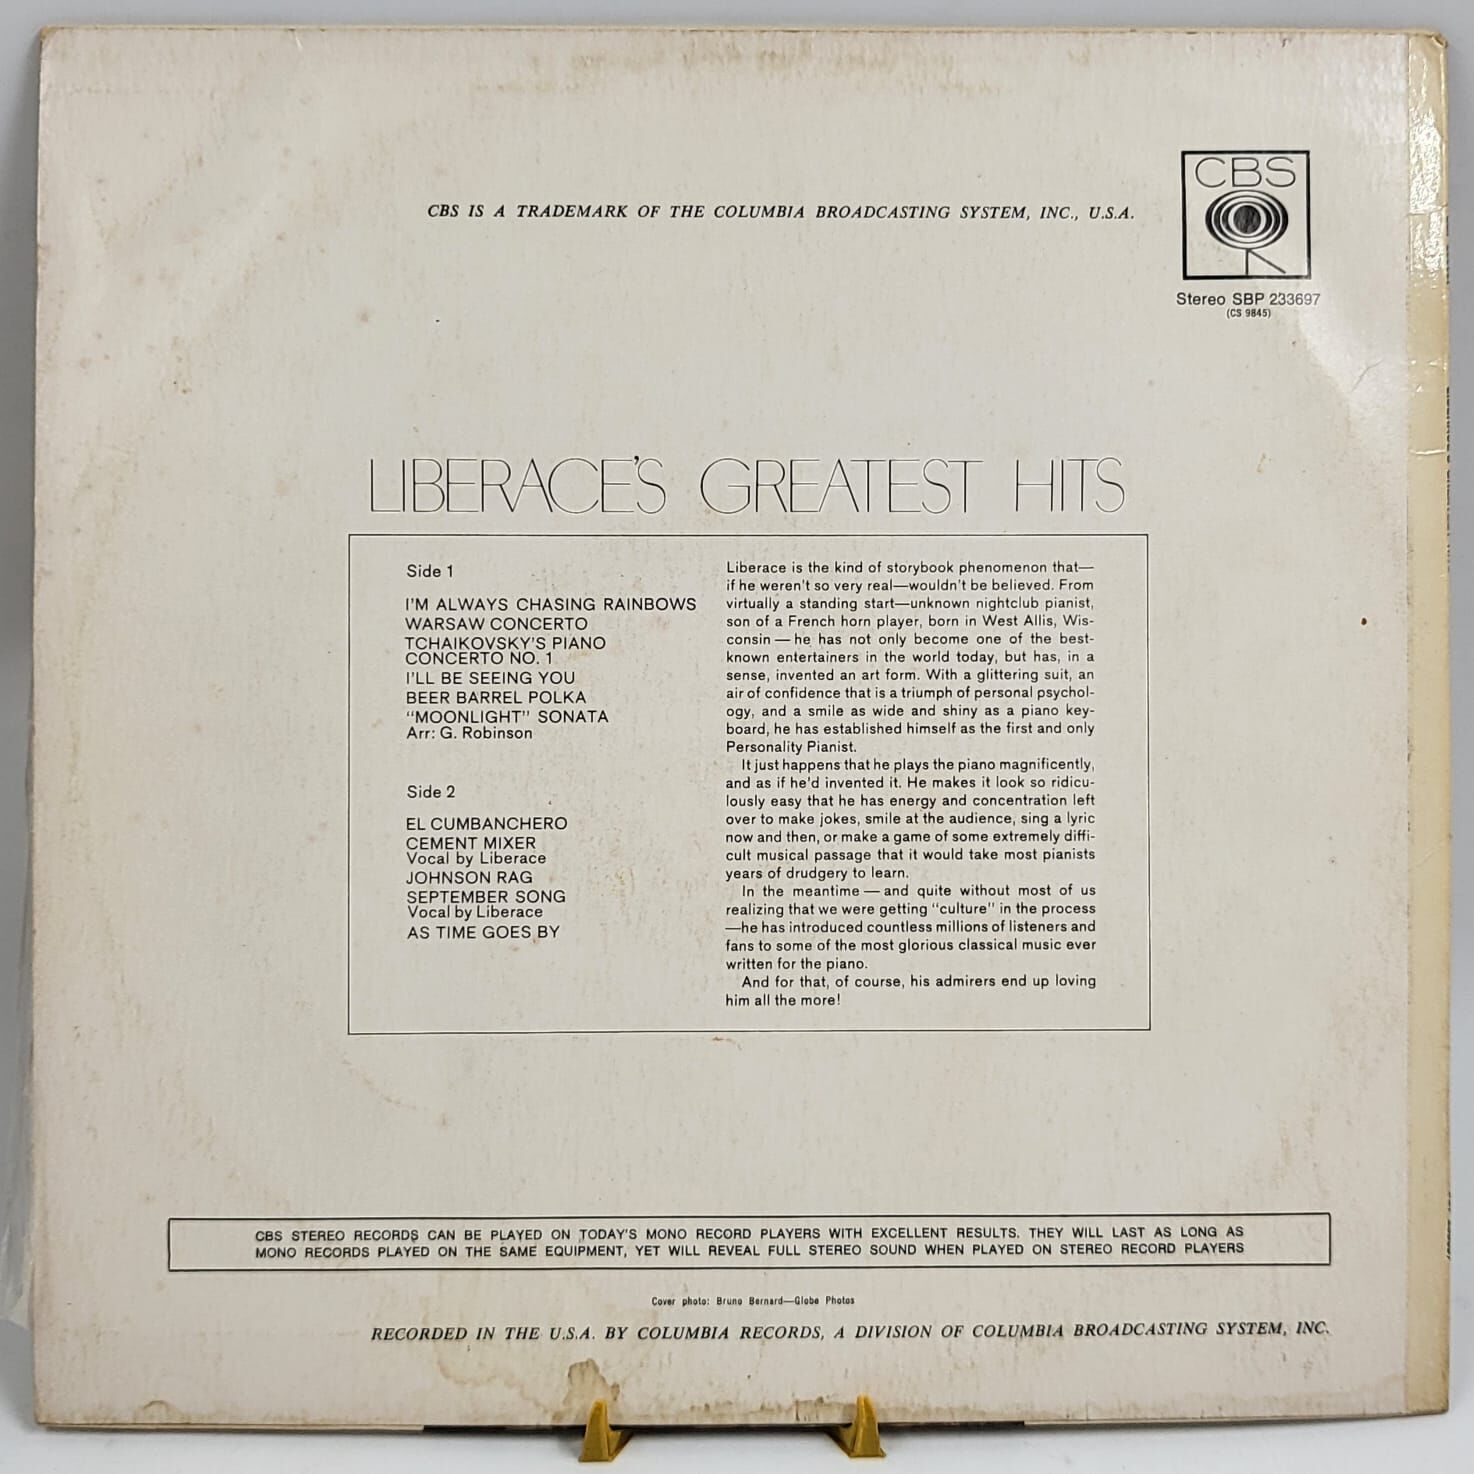 CBS IS A TRADEMARK OF THE COLUMBIA BROADCASTING SYSTEM, INC., U.S.A.
CBS
Stereo SBP 233697
(CS 9845)
LIBERACE'S GREATEST HITS
Side 1
I'M ALWAYS CHASING RAINBOWS
WARSAW CONCERTO
TCHAIKOVSKY'S PIANO
CONCERTO NO. 1
I'LL BE SEEING YOU
BEER BARREL POLKA
“MOONLIGHT” SONATA
Arr: G. Robinson
Side 2
EL CUMBANCHERO
CEMENT MIXER
Vocal by Liberace
JOHNSON RAG
SEPTEMBER SONG
Vocal by Liberace
AS TIME GOES BY
Liberace is the kind of storybook phenomenon that—
if he weren't so very real—wouldn't be believed. From
virtually a standing start—unknown nightclub pianist,
son of a French horn player, born in West Allis, Wis-
consin — he has not only become one of the best-
known entertainers in the world today, but has, in a
sense, invented an art form. With a glittering suit, an
air of confidence that is a triumph of personal psychol-
ogy, and a smile as wide and shiny as a piano key-
board, he has established himself as the first and only
Personality Pianist.
It just happens that he plays the piano magnificently,
and as if he'd invented it. He makes it look so ridicu-
lously easy that he has energy and concentration left
over to make jokes, smile at the audience, sing a lyric
now and then, or make a game of some extremely diffi-
cult musical passage that it would take most pianists
years of drudgery to learn.
In the meantime — and quite without most of us
realizing that we were getting “culture” in the process
—he has introduced countless millions of listeners and
fans to some of the most glorious classical music ever
written for the piano.
And for that, of course, his admirers end up loving
him all the more!
CBS STEREO RECORDS CAN BE PLAYED ON TODAY'S MONO RECORD PLAYERS WITH EXCELLENT RESULTS. THEY WILL LAST AS LONG AS
MONO RECORDS PLAYED ON THE SAME EQUIPMENT, YET WILL REVEAL FULL STEREO SOUND WHEN PLAYED ON STEREO RECORD PLAYERS
Cover photo: Bruno Bernard—Globe Photos
RECORDED IN THE U.S.A. BY COLUMBIA RECORDS, A DIVISION OF COLUMBIA BROADCASTING SYSTEM, INC.